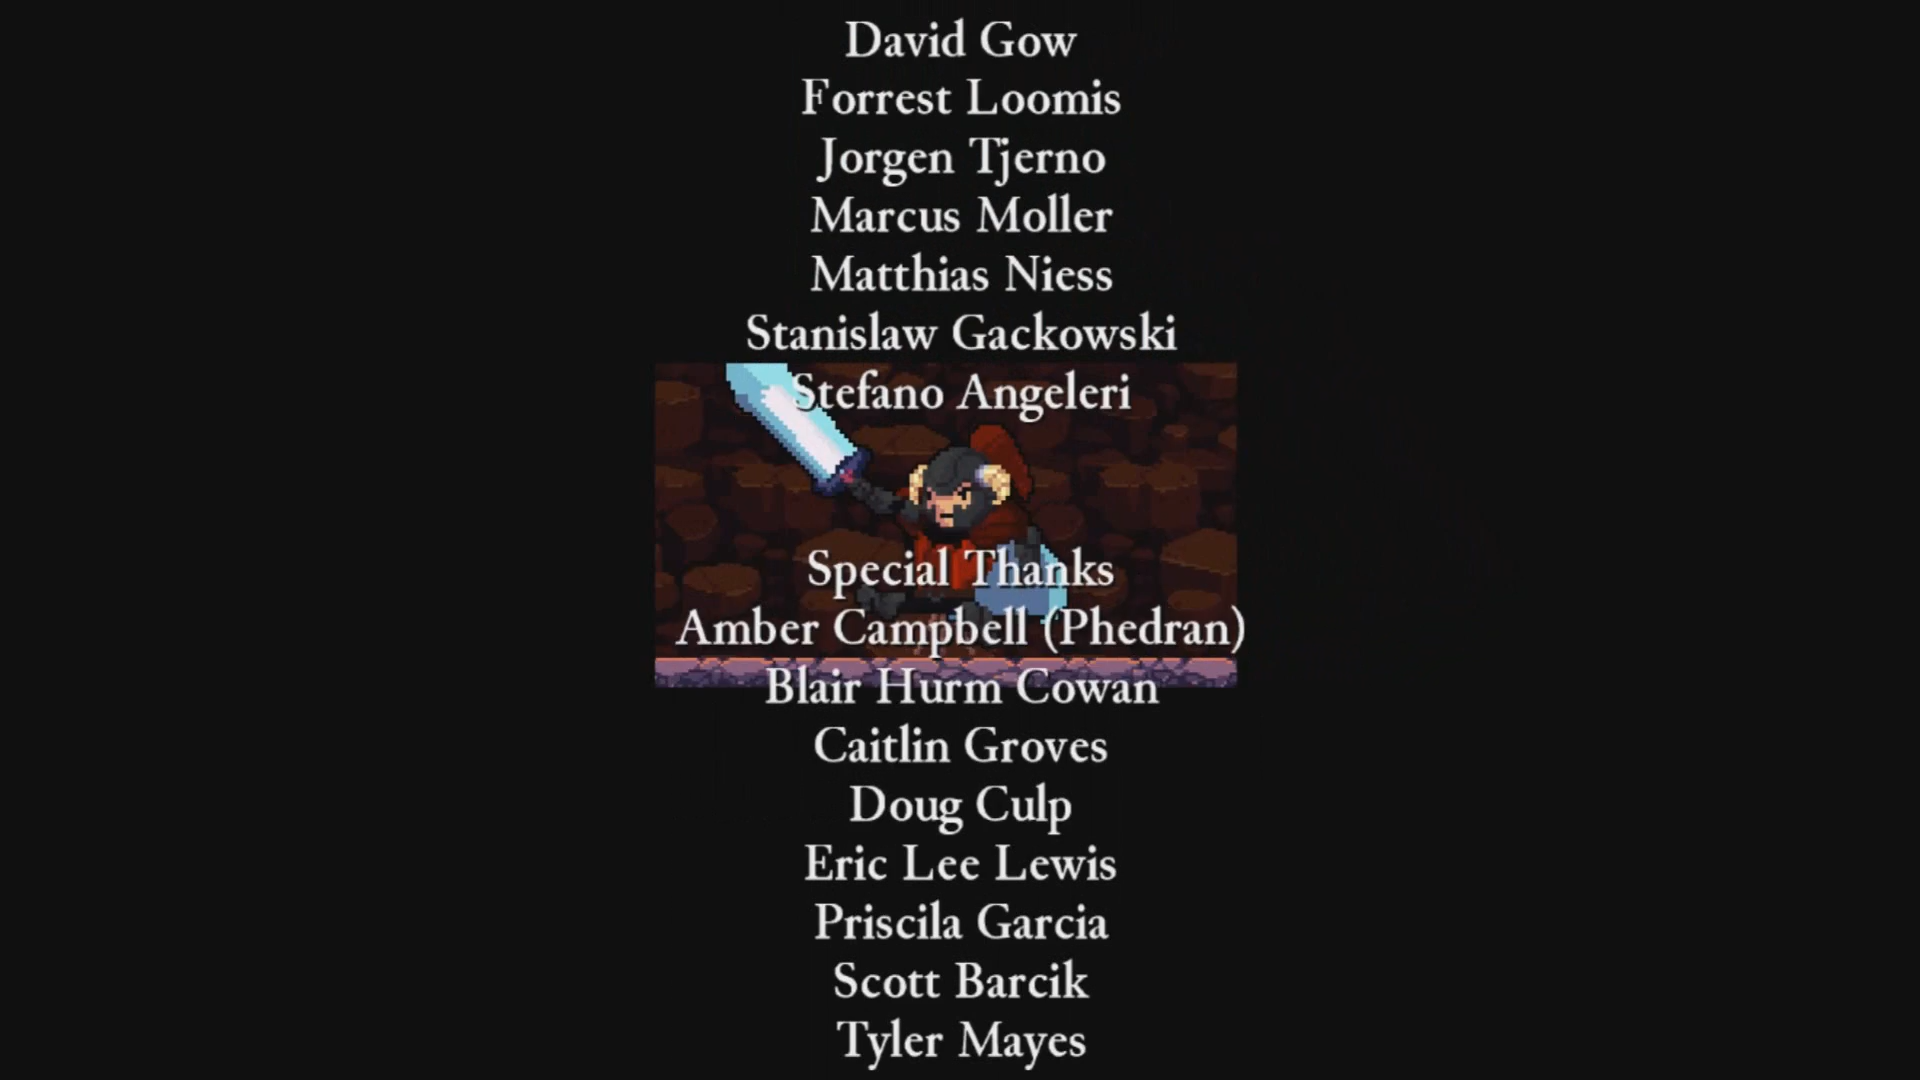 David Gow
Forrest Loomis
Jorgen Tjerno
Marcus Moller
Matthias Niess
Stanislaw Gackowski
Stefano Angeleri
Special Thanks
Amber Campbell (Phedran)
Blair Hurm Cowan
Caitlin Groves
Doug Culp
Eric Lee Lewis
Priscila Garcia
Scott Barcik
Tyler Mayes